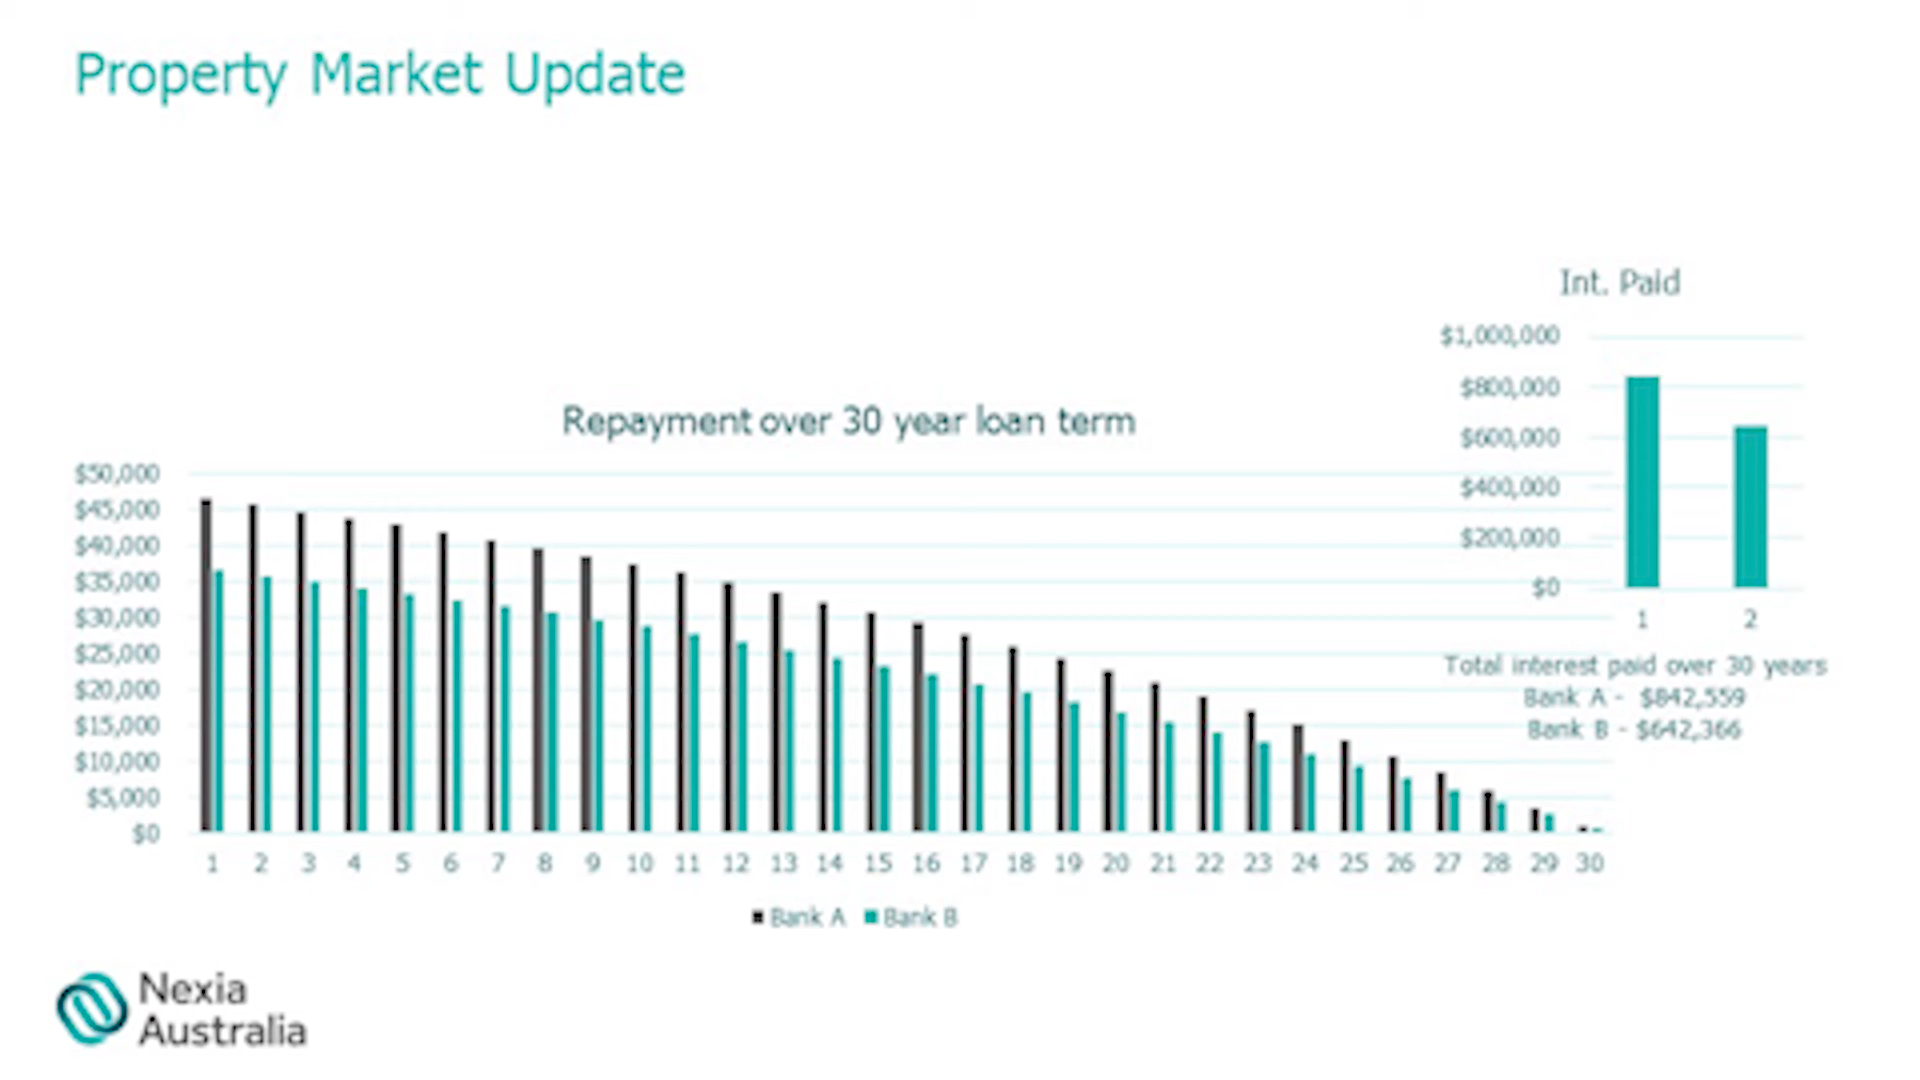 Property Market Update
Int. Paid
$1,000,000
$800,000
$600,000
$400,000
$200,000
$0
1 2
Total interest paid over 30 years
Bank A - $842,559
Bank B - $642,366
Repayment over 30 year loan term
$50,000
$45,000
$40,000
$35,000
$30,000
$25,000
$20,000
$15,000
$10,000
$5,000
$0
1 2 3 4 5 6 7 8 9 10 11 12 13 14 15 16 17 18 19 20 21 22 23 24 25 26 27 28 29 30
Bank A Bank B
Nexia
Australia